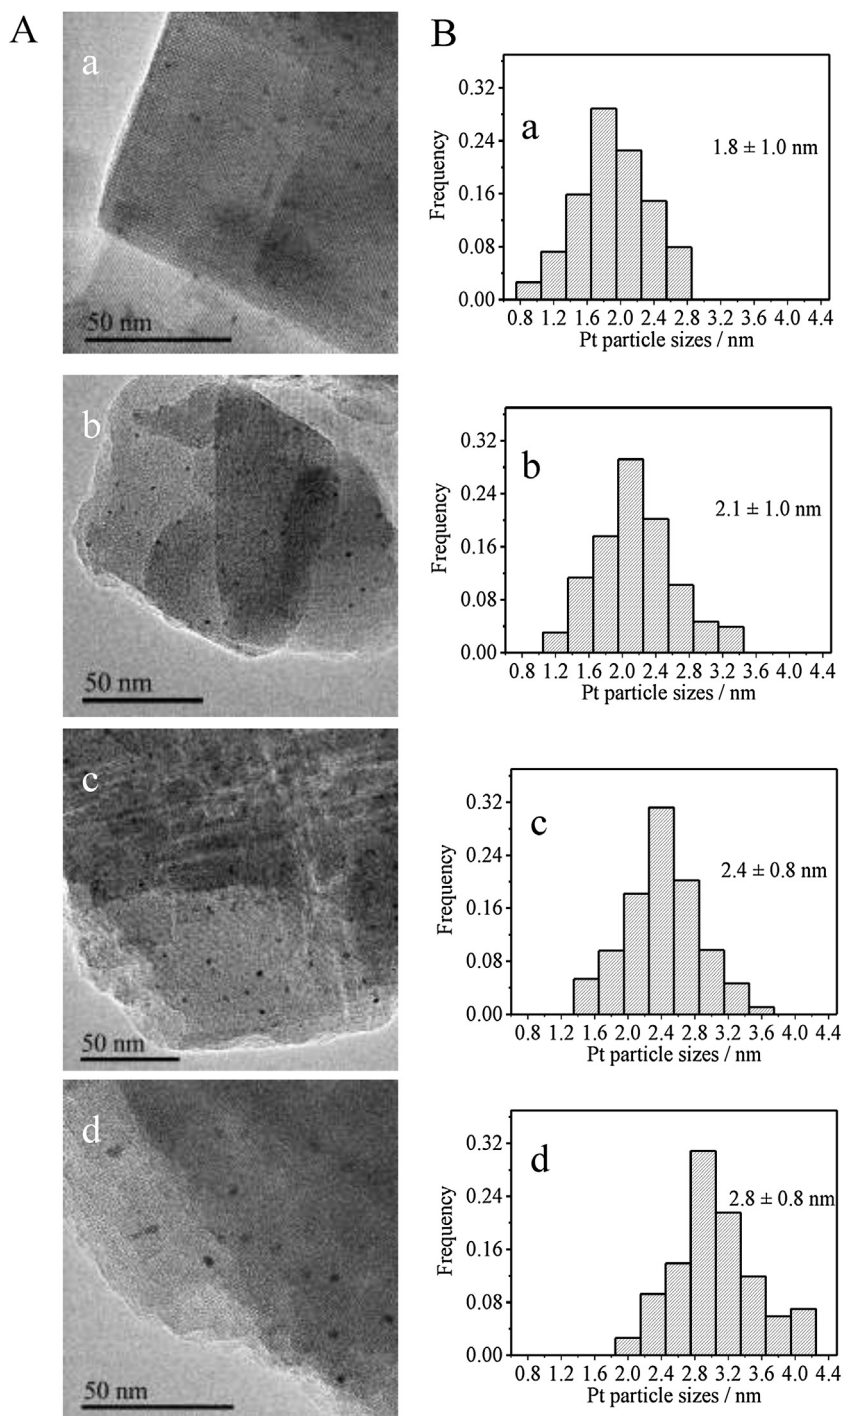 A
B
a
50 nm
0.32
0.24
0.16
0.08
0.00
Frequency
a
1.8 ± 1.0 nm
0.8 1.2 1.6 2.0 2.4 2.8 3.2 3.6 4.0 4.4
Pt particle sizes / nm
b
50 nm
0.32
0.24
0.16
0.08
0.00
Frequency
b
2.1 ± 1.0 nm
0.8 1.2 1.6 2.0 2.4 2.8 3.2 3.6 4.0 4.4
Pt particle sizes / nm
c
50 nm
0.32
0.24
0.16
0.08
0.00
Frequency
c
2.4 ± 0.8 nm
0.8 1.2 1.6 2.0 2.4 2.8 3.2 3.6 4.0 4.4
Pt particle sizes / nm
d
50 nm
0.32
0.24
0.16
0.08
0.00
Frequency
d
2.8 ± 0.8 nm
0.8 1.2 1.6 2.0 2.4 2.8 3.2 3.6 4.0 4.4
Pt particle sizes / nm